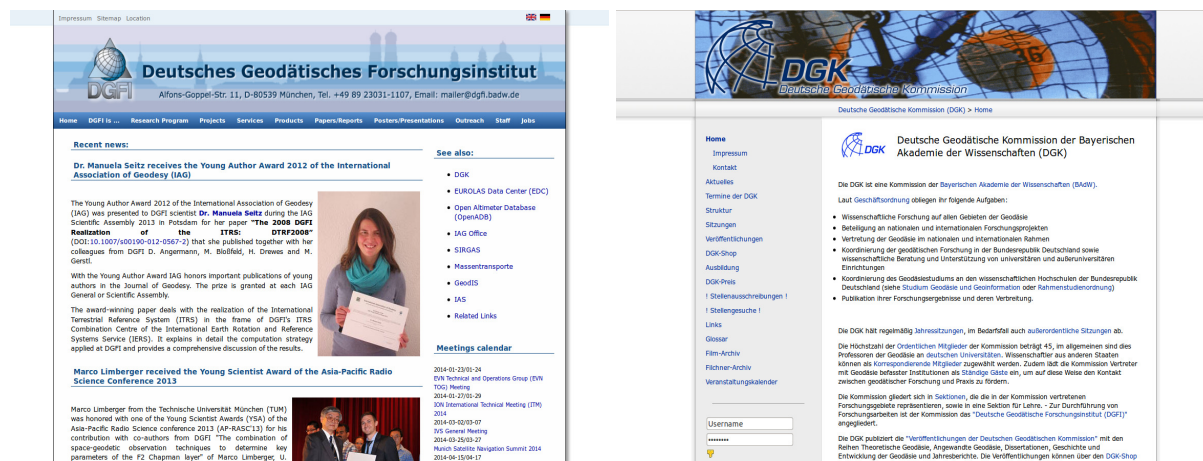 Impressum Sitemap Location
DGFI
Deutsches Geodätisches Forschungsinstitut
Alfons-Goppel-Str. 11, D-80539 München, Tel. +49 89 23031-1107, Email: mailer@dgfi.badw.de
Home DGFI is ... Research Program Projects Services Products Papers/Reports Posters/Presentations Outreach Staff Jobs
Recent news:
Dr. Manuela Seitz receives the Young Author Award 2012 of the International
Association of Geodesy (IAG)
The Young Author Award 2012 of the International Association of Geodesy
(IAG) was presented to DGFI scientist Dr. Manuela Seitz during the IAG
Scientific Assembly 2013 in Potsdam for her paper "The 2008 DGFI
Realization of the ITRS: DTRF2008"
(DOI:10.1007/s00190-012-0567-2) that she published together with her
colleagues from DGFI D. Angermann, M. Bloßfeld, H. Drewes and M.
Gerstl.
With the Young Author Award IAG honors important publications of young
authors in the Journal of Geodesy. The prize is granted at each IAG
General or Scientific Assembly.
The award-winning paper deals with the realization of the International
Terrestrial Reference System (ITRS) in the frame of DGFI's ITRS
Combination Centre of the International Earth Rotation and Reference
Systems Service (IERS). It explains in detail the computation strategy
applied at DGFI and provides a comprehensive discussion of the results.
Marco Limberger received the Young Scientist Award of the Asia-Pacific Radio
Science Conference 2013
Marco Limberger from the Technische Universität München (TUM)
was honored with one of the Young Scientist Awards (YSA) of the
Asia-Pacific Radio Science conference 2013 (AP-RASC'13) for his
contribution with co-authors from DGFI "The combination of
space-geodetic observation techniques to determine key
parameters of the F2 Chapman layer" of Marco Limberger, U.
See also:
• DGK
• EUROLAS Data Center (EDC)
• Open Altimeter Database
(OpenADB)
• IAG Office
• SIRGAS
• Massentransporte
• GeodIS
• IAS
• Related Links
Meetings calendar
2014-01-23/01-24
EVN Technical and Operations Group (EVN
TOG) Meeting
2014-01-27/01-29
ION International Technical Meeting (ITM)
2014
2014-03-02/03-07
IVS General Meeting
2014-03-25/03-27
Munich Satellite Navigation Summit 2014
2014-04-15/04-17
DGK
Deutsche Geodätische Kommission
Deutsche Geodätische Kommission (DGK) > Home
Home
Impressum
Kontakt
Aktuelles
Termine der DGK
Struktur
Sitzungen
Veröffentlichungen
DGK-Shop
Ausbildung
DGK-Preis
! Stellenausschreibungen !
! Stellengesuche !
Links
Glossar
Film-Archiv
Filchner-Archiv
Veranstaltungskalender
Username
••••••••
DGK
Deutsche Geodätische Kommission der Bayerischen
Akademie der Wissenschaften (DGK)
Die DGK ist eine Kommission der Bayerischen Akademie der Wissenschaften (BAdW).
Laut Geschäftsordnung obliegen ihr folgende Aufgaben:
• Wissenschaftliche Forschung auf allen Gebieten der Geodäsie
• Beteiligung an nationalen und internationalen Forschungsprojekten
• Vertretung der Geodäsie im nationalen und internationalen Rahmen
• Koordinierung der geodätischen Forschung in der Bundesrepublik Deutschland sowie
wissenschaftliche Beratung und Unterstützung von universitären und außeruniversitären
Einrichtungen
• Koordinierung des Geodäsiestudiums an den wissenschaftlichen Hochschulen der Bundesrepublik
Deutschland (siehe Studium Geodäsie und Geoinformation oder Rahmenstudienordnung)
• Publikation ihrer Forschungsergebnisse und deren Verbreitung.
Die DGK hält regelmäßig Jahressitzungen, im Bedarfsfall auch außerordentliche Sitzungen ab.
Die Höchstzahl der Ordentlichen Mitglieder der Kommission beträgt 45, im allgemeinen sind dies
Professoren der Geodäsie an deutschen Universitäten. Wissenschaftler aus anderen Staaten
können als Korrespondierende Mitglieder zugewählt werden. Zudem lädt die Kommission Vertreter
mit Geodäsie befasster Institutionen als Ständige Gäste ein, um auf diese Weise den Kontakt
zwischen geodätischer Forschung und Praxis zu fördern.
Die Kommission gliedert sich in Sektionen, die die in der Kommission vertretenen
Forschungsgebiete repräsentieren, sowie in eine Sektion für Lehre. - Zur Durchführung von
Forschungsarbeiten ist der Kommission das "Deutsche Geodätische Forschungsinstitut (DGFI)"
angegliedert.
Die DGK publiziert die "Veröffentlichungen der Deutschen Geodätischen Kommission" mit den
Reihen Theoretische Geodäsie, Angewandte Geodäsie, Dissertationen, Geschichte und
Entwicklung der Geodäsie und Jahresberichte. Die Veröffentlichungen können über den DGK-Shop